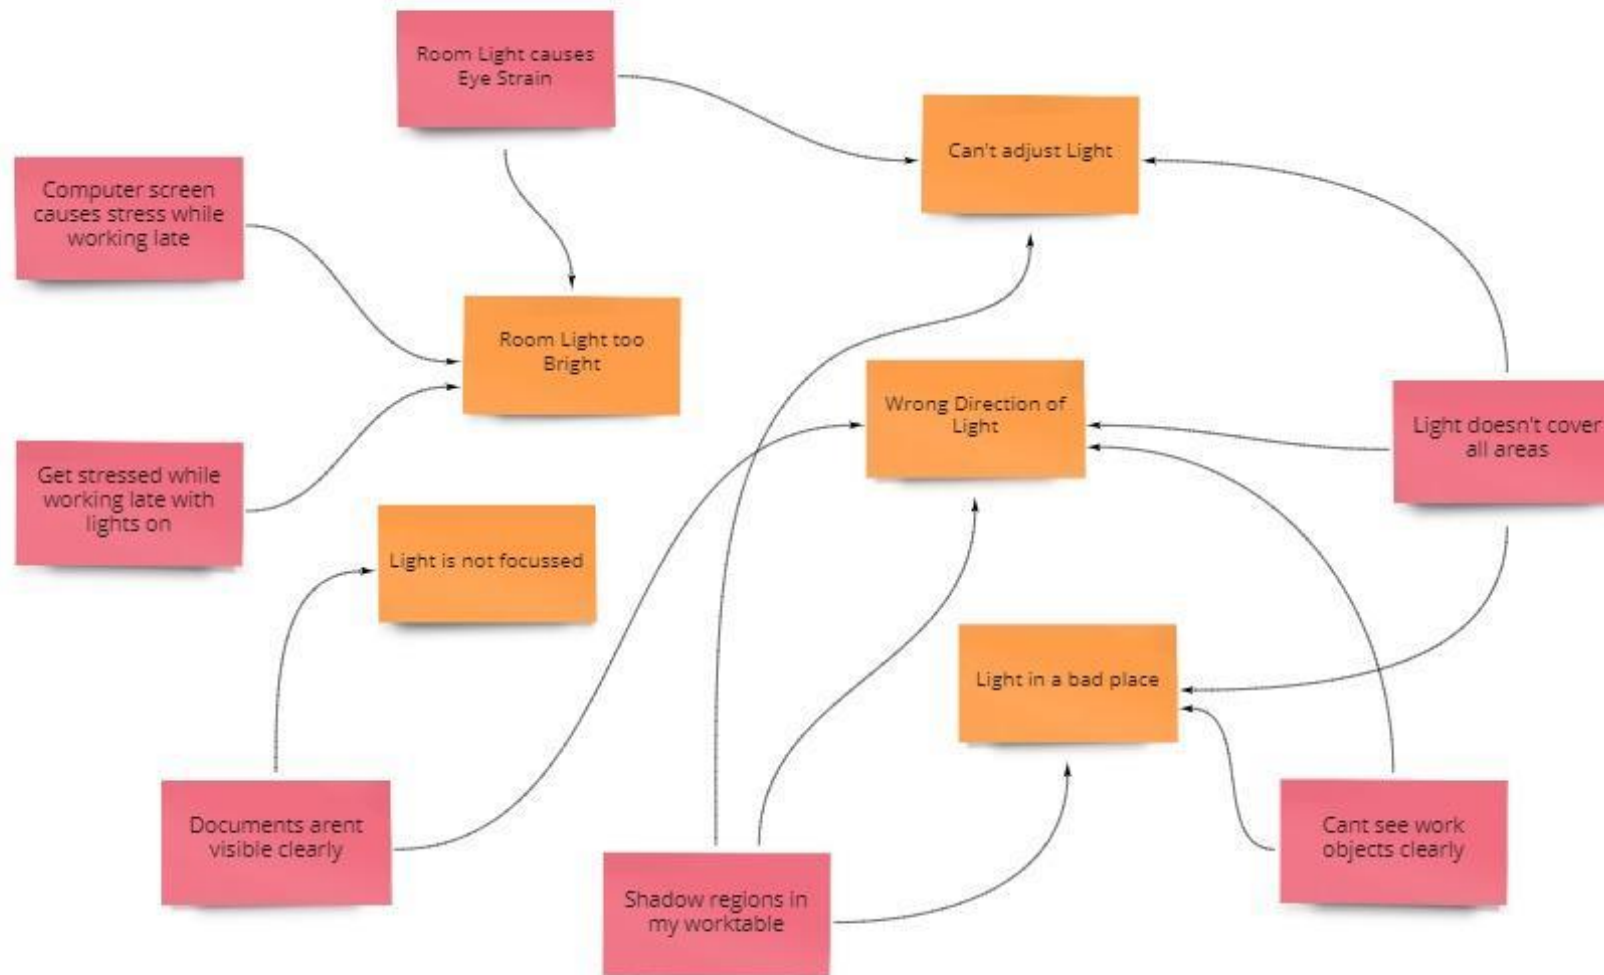 Room Light causes
Eye Strain
Can't adjust Light
Computer screen
causes stress while
working late
Room Light too
Bright
Wrong Direction of
Light
Light doesn't cover
all areas
Get stressed while
working late with
lights on
Light is not focussed
Light in a bad place
Documents arent
visible clearly
Cant see work
objects clearly
Shadow regions in
my worktable